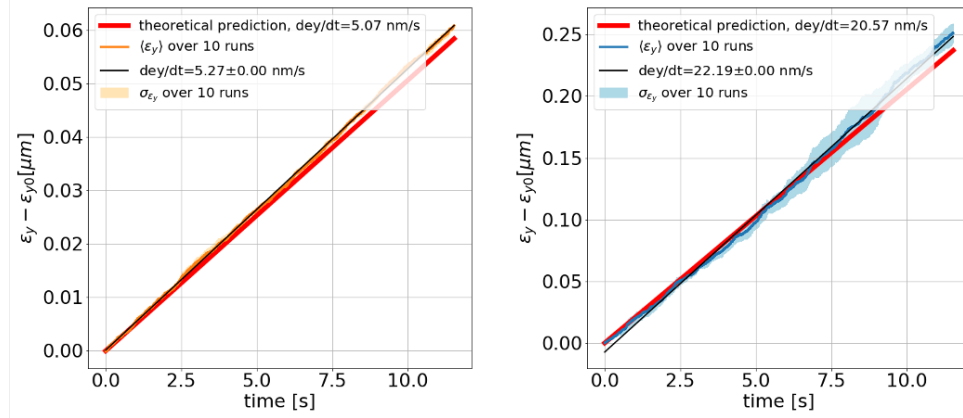 theoretical prediction, dey/dt=5.07 nm/s
⟨εy⟩ over 10 runs
dey/dt=5.27±0.00 nm/s
σεy over 10 runs
0.06
0.05
0.04
0.03
0.02
0.01
0.00
εy − εy0[μm]
0.0 2.5 5.0 7.5 10.0
time [s]
theoretical prediction, dey/dt=20.57 nm/s
⟨εy⟩ over 10 runs
dey/dt=22.19±0.00 nm/s
σεy over 10 runs
0.25
0.20
0.15
0.10
0.05
0.00
εy − εy0[μm]
0.0 2.5 5.0 7.5 10.0
time [s]